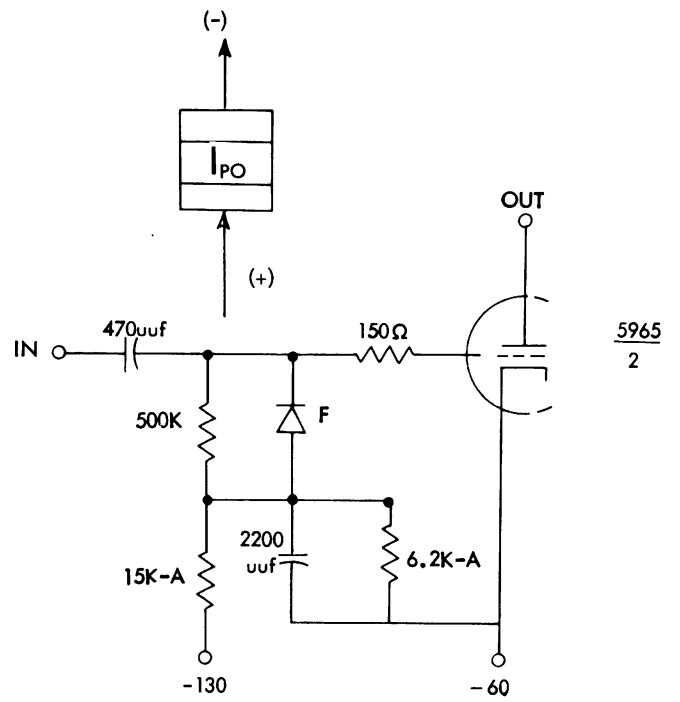 (-)
IPO
(+)
OUT
470uuf
150Ω
5965
2
IN
500K
F
2200
uuf
6.2K-A
15K-A
-130
-60